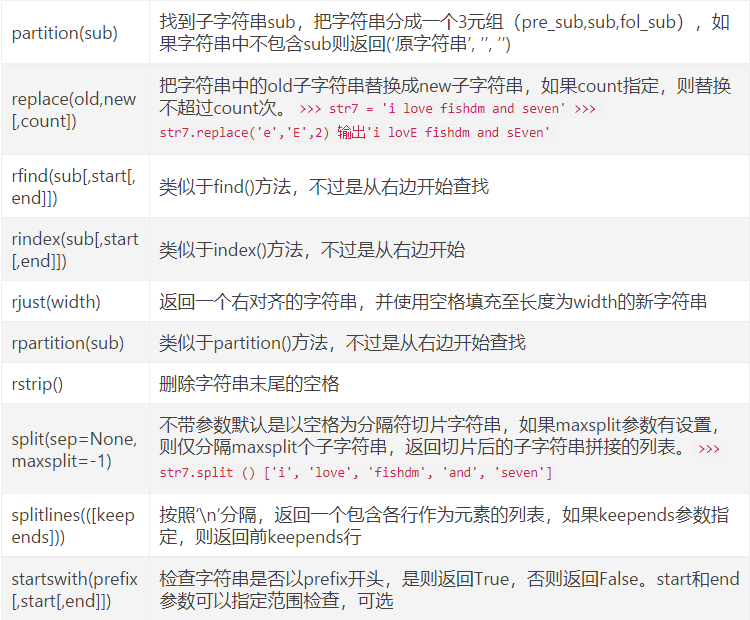 partition(sub)
找到子字符串sub，把字符串分成一个3元组（pre_sub,sub,fol_sub），如
果字符串中不包含sub则返回(‘原字符串’, ’’, ’’)
replace(old,new
[,count])
把字符串中的old子字符串替换成new子字符串，如果count指定，则替换
不超过count次。 >>> str7 = 'i love fishdm and seven' >>>
str7.replace('e','E',2) 输出'i lovE fishdm and sEven'
rfind(sub[,start[,
end]])
类似于find()方法，不过是从右边开始查找
rindex(sub[,start
[,end]])
类似于index()方法，不过是从右边开始
rjust(width)
返回一个右对齐的字符串，并使用空格填充至长度为width的新字符串
rpartition(sub)
类似于partition()方法，不过是从右边开始查找
rstrip()
删除字符串末尾的空格
split(sep=None,
maxsplit=-1)
不带参数默认是以空格为分隔符切片字符串，如果maxsplit参数有设置，
则仅分隔maxsplit个子字符串，返回切片后的子字符串拼接的列表。 >>>
str7.split () ['i', 'love', 'fishdm', 'and', 'seven']
splitlines(([keep
ends]))
按照‘\n’分隔，返回一个包含各行作为元素的列表，如果keepends参数指
定，则返回前keepends行
startswith(prefix
[,start[,end]])
检查字符串是否以prefix开头，是则返回True，否则返回False。start和end
参数可以指定范围检查，可选